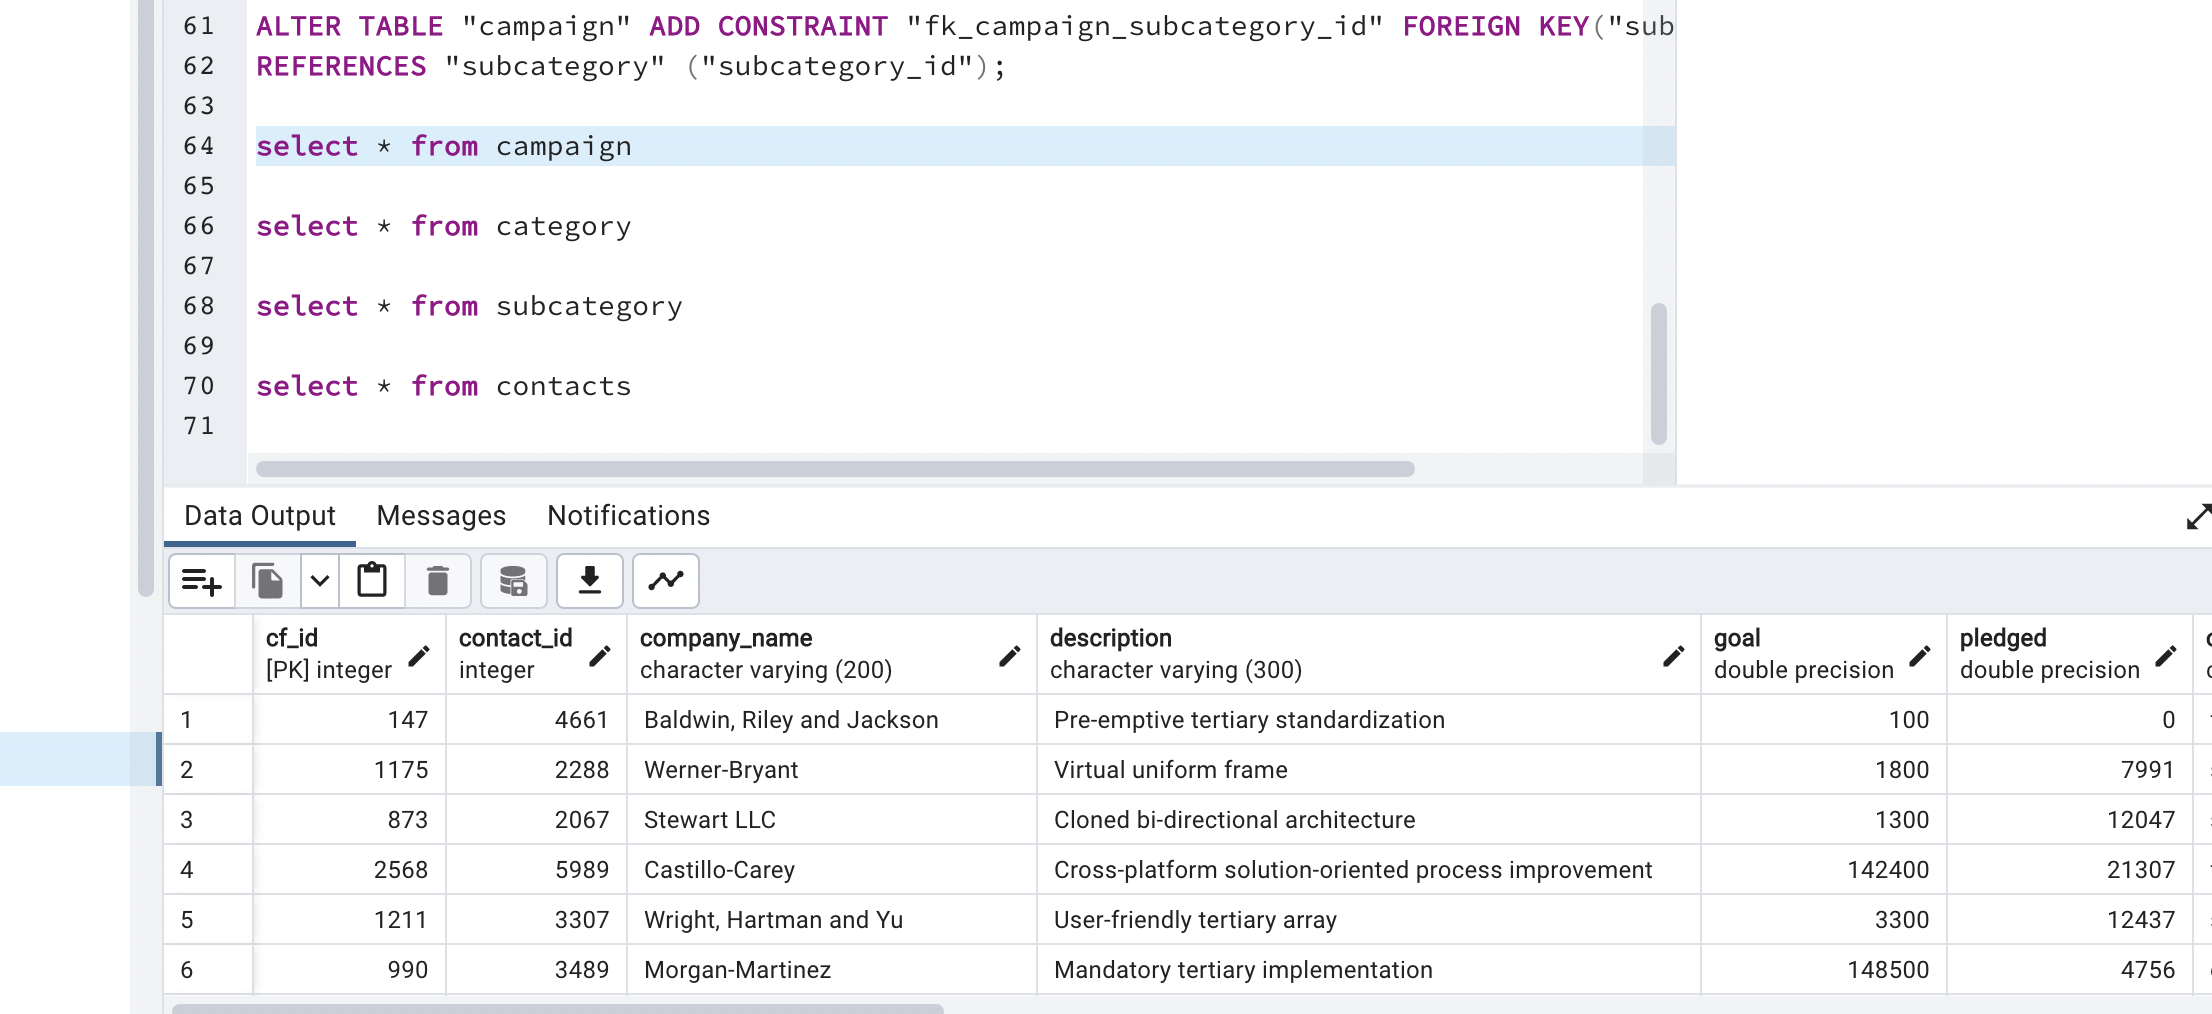 61 ALTER TABLE "campaign" ADD CONSTRAINT "fk_campaign_subcategory_id" FOREIGN KEY("sub
62 REFERENCES "subcategory" ("subcategory_id");
63
64 select * from campaign
65
66 select * from category
67
68 select * from subcategory
69
70 select * from contacts
71
Data Output Messages Notifications
cf_id contact_id company_name description goal pledged
[PK] integer integer character varying (200) character varying (300) double precision double precision
1 147 4661 Baldwin, Riley and Jackson Pre-emptive tertiary standardization 100 0
2 1175 2288 Werner-Bryant Virtual uniform frame 1800 7991
3 873 2067 Stewart LLC Cloned bi-directional architecture 1300 12047
4 2568 5989 Castillo-Carey Cross-platform solution-oriented process improvement 142400 21307
5 1211 3307 Wright, Hartman and Yu User-friendly tertiary array 3300 12437
6 990 3489 Morgan-Martinez Mandatory tertiary implementation 148500 4756